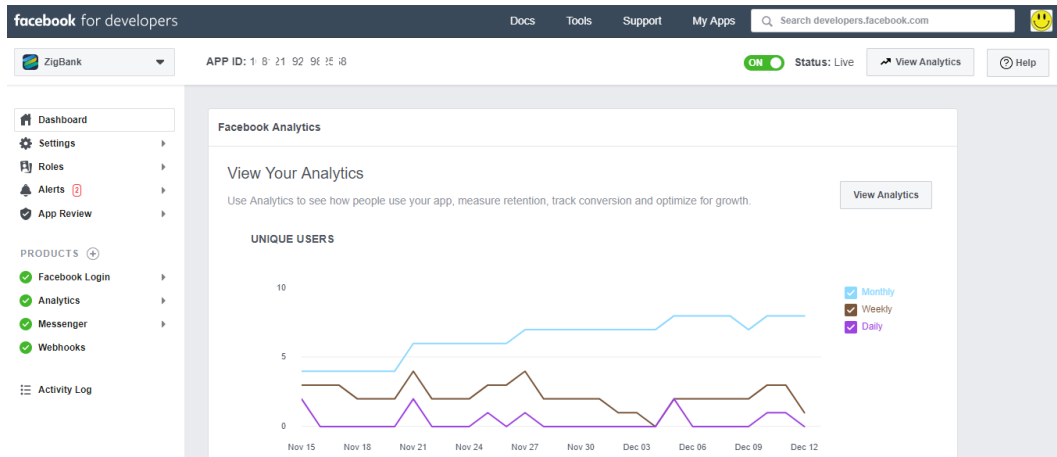 facebook for developers
Docs Tools Support My Apps Search developers.facebook.com
ZigBank
APP ID:
ON Status: Live View Analytics Help
Dashboard
Settings
Roles
Alerts 2
App Review
PRODUCTS
Facebook Login
Analytics
Messenger
Webhooks
Activity Log
Facebook Analytics
View Your Analytics
Use Analytics to see how people use your app, measure retention, track conversion and optimize for growth.
View Analytics
UNIQUE USERS
10
5
0
Nov 15 Nov 18 Nov 21 Nov 24 Nov 27 Nov 30 Dec 03 Dec 06 Dec 09 Dec 12
Monthly
Weekly
Daily